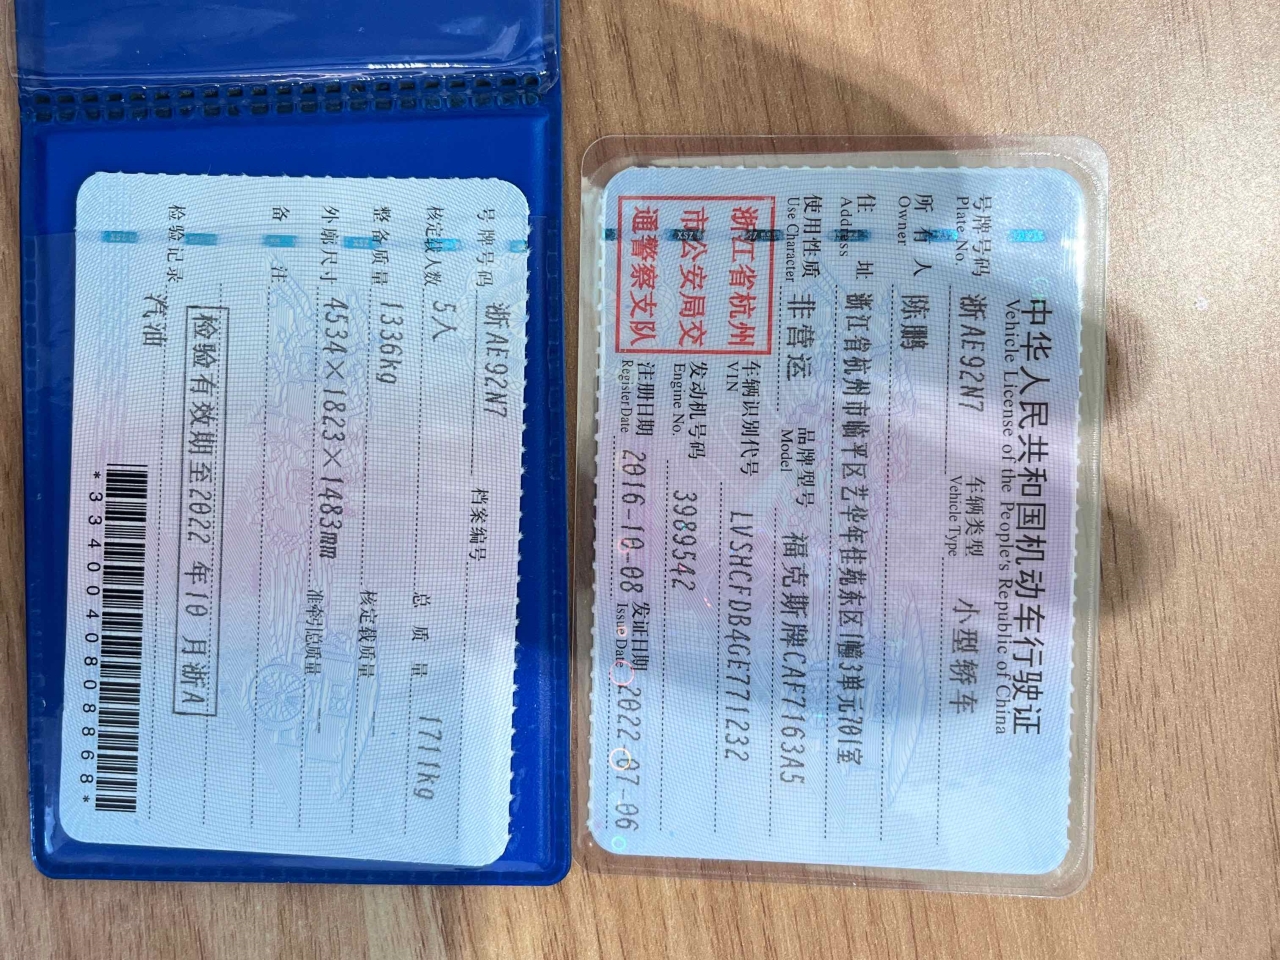 中华人民共和国机动车行驶证
Vehicle License of the People's Republic of China
号牌号码 浙AE92N7 车辆类型 小型轿车
Plate No. Vehicle Type
所有人 陈鹏
Owner
住址 浙江省杭州市临平区艺华年佳苑东区1幢3单元701室
Address
使用性质 非营运 品牌型号 福克斯牌CAF7163A5
Use Character Model
浙江省杭州
市公安局交
通警察支队
车辆识别代号 LVSHCFDB4GE771232
VIN
发动机号码 3989542
Engine No.
注册日期 2016-10-08 发证日期 2022-07-06
Register Date Issue Date
号牌号码 浙AE92N7 档案编号
核定载人数 5人 总质量 1711kg
整备质量 1336kg 核定载质量 --
外廓尺寸 4534×1823×1483mm 准牵引总质量 --
备注
检验有效期至2022年10月浙A
检验记录 汽油
*3340040808868*